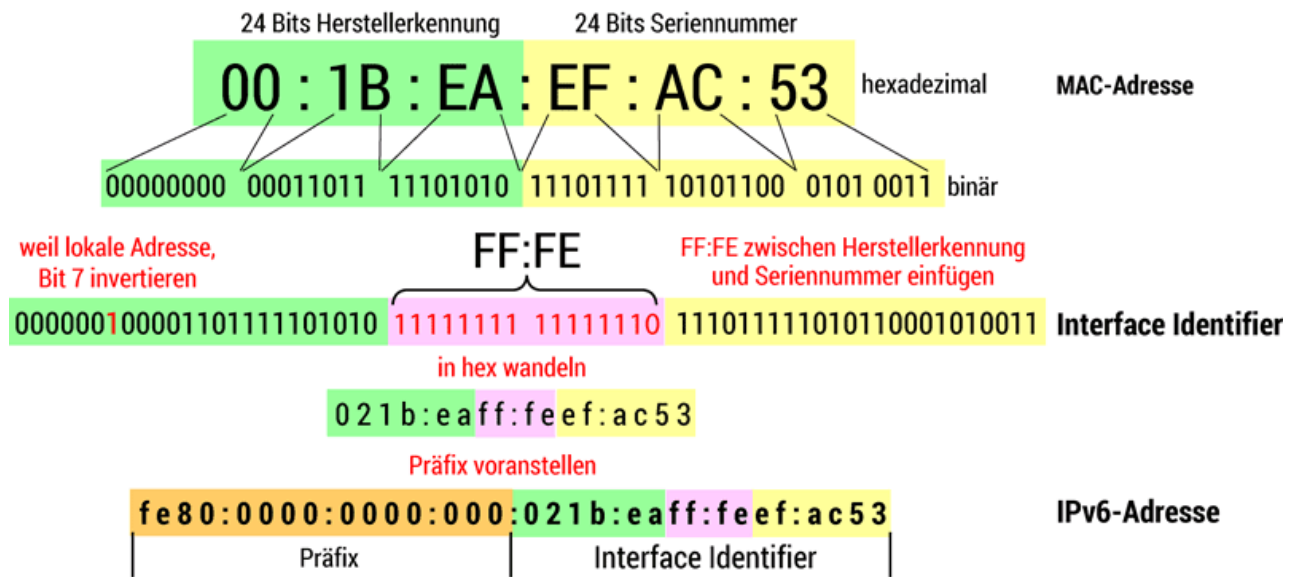 24 Bits Herstellerkennung 24 Bits Seriennummer
00 : 1B : EA : EF : AC : 53 hexadezimal MAC-Adresse
00000000 00011011 11101010 11101111 10101100 0101 0011 binär
weil lokale Adresse,
Bit 7 invertieren
FF:FE
FF:FE zwischen Herstellerkennung
und Seriennummer einfügen
000000100001101111101010 11111111 11111110 111011111010110001010011 Interface Identifier
in hex wandeln
021b:eaff:feef:ac53
Präfix voranstellen
fe80:0000:0000:000:021b:eaff:feef:ac53 IPv6-Adresse
Präfix Interface Identifier